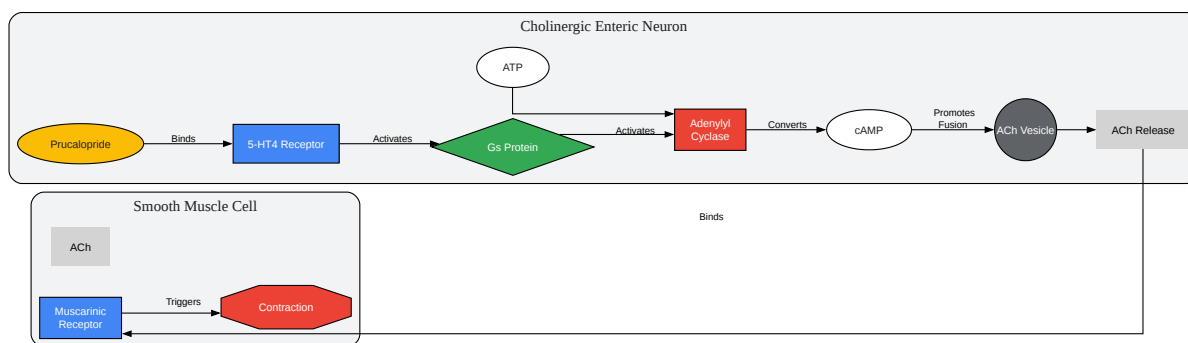 Cholinergic Enteric Neuron
ATP
Prucalopride
Binds
5-HT4 Receptor
Activates
Gs Protein
Activates
Adenylyl
Cyclase
Converts
cAMP
Promotes
Fusion
ACh Vesicle
ACh Release
Smooth Muscle Cell
Binds
ACh
Muscarinic
Receptor
Triggers
Contraction